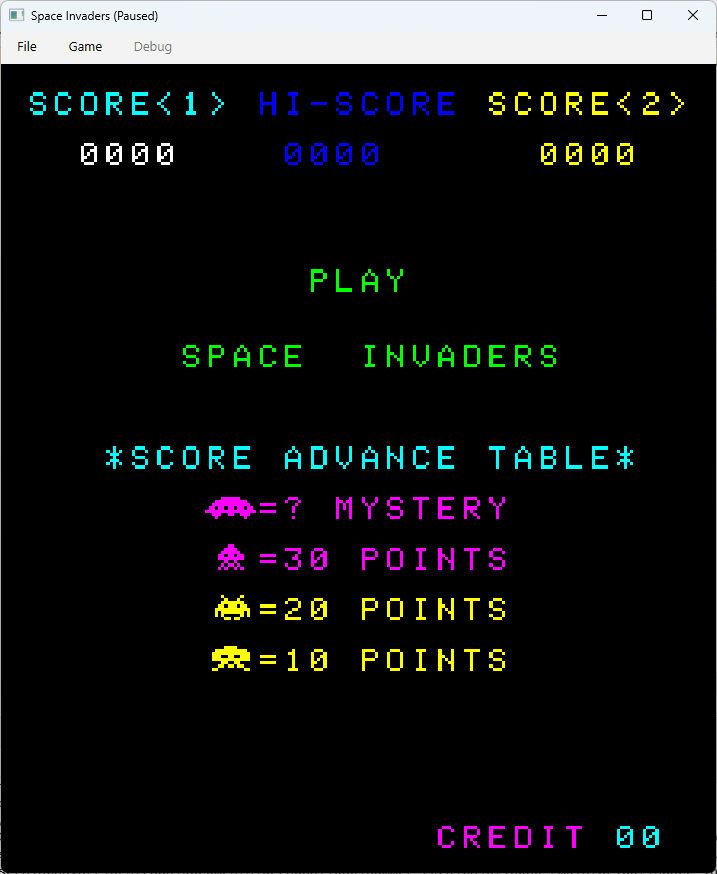 Space Invaders (Paused)
File Game Debug
SCORE<1> HI-SCORE SCORE<2>
0000 0000 0000
PLAY
SPACE INVADERS
*SCORE ADVANCE TABLE*
=? MYSTERY
=30 POINTS
=20 POINTS
=10 POINTS
CREDIT 00